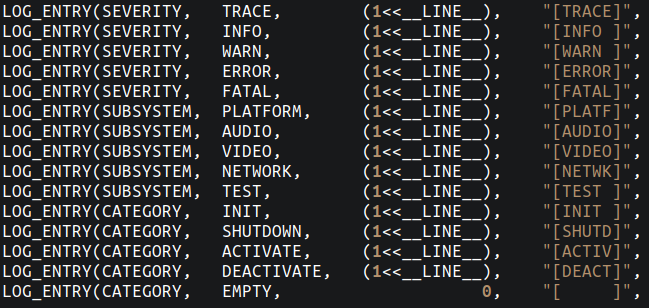 LOG_ENTRY(SEVERITY,   TRACE,        (1<<__LINE__),    "[TRACE]",
LOG_ENTRY(SEVERITY,   INFO,         (1<<__LINE__),    "[INFO ]",
LOG_ENTRY(SEVERITY,   WARN,         (1<<__LINE__),    "[WARN ]",
LOG_ENTRY(SEVERITY,   ERROR,        (1<<__LINE__),    "[ERROR]",
LOG_ENTRY(SEVERITY,   FATAL,        (1<<__LINE__),    "[FATAL]",
LOG_ENTRY(SUBSYSTEM,  PLATFORM,     (1<<__LINE__),    "[PLATF]",
LOG_ENTRY(SUBSYSTEM,  AUDIO,        (1<<__LINE__),    "[AUDIO]",
LOG_ENTRY(SUBSYSTEM,  VIDEO,        (1<<__LINE__),    "[VIDEO]",
LOG_ENTRY(SUBSYSTEM,  NETWORK,      (1<<__LINE__),    "[NETWK]",
LOG_ENTRY(SUBSYSTEM,  TEST,         (1<<__LINE__),    "[TEST ]",
LOG_ENTRY(CATEGORY,   INIT,         (1<<__LINE__),    "[INIT ]",
LOG_ENTRY(CATEGORY,   SHUTDOWN,     (1<<__LINE__),    "[SHUTD]",
LOG_ENTRY(CATEGORY,   ACTIVATE,     (1<<__LINE__),    "[ACTIV]",
LOG_ENTRY(CATEGORY,   DEACTIVATE,   (1<<__LINE__),    "[DEACT]",
LOG_ENTRY(CATEGORY,   EMPTY,                    0,    "[     ]",